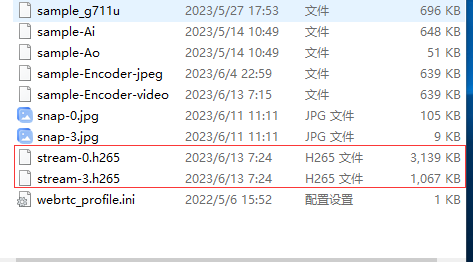 sample_g711u 2023/5/27 17:53 文件 696 KB
sample-Ai 2023/5/14 10:49 文件 648 KB
sample-Ao 2023/5/14 10:49 文件 51 KB
sample-Encoder-jpeg 2023/6/4 22:59 文件 639 KB
sample-Encoder-video 2023/6/13 7:15 文件 639 KB
snap-0.jpg 2023/6/11 11:11 JPG 文件 105 KB
snap-3.jpg 2023/6/11 11:11 JPG 文件 9 KB
stream-0.h265 2023/6/13 7:24 H265 文件 3,139 KB
stream-3.h265 2023/6/13 7:24 H265 文件 1,067 KB
webrtc_profile.ini 2022/5/6 15:52 配置设置 1 KB